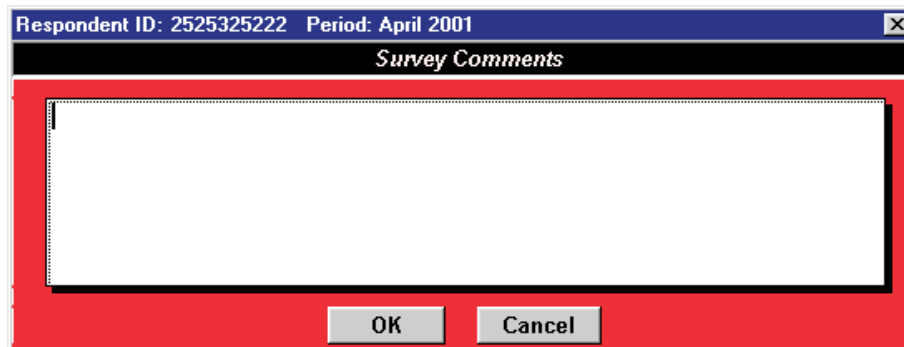 Respondent ID: 2525325222 Period: April 2001
Survey Comments
OK Cancel